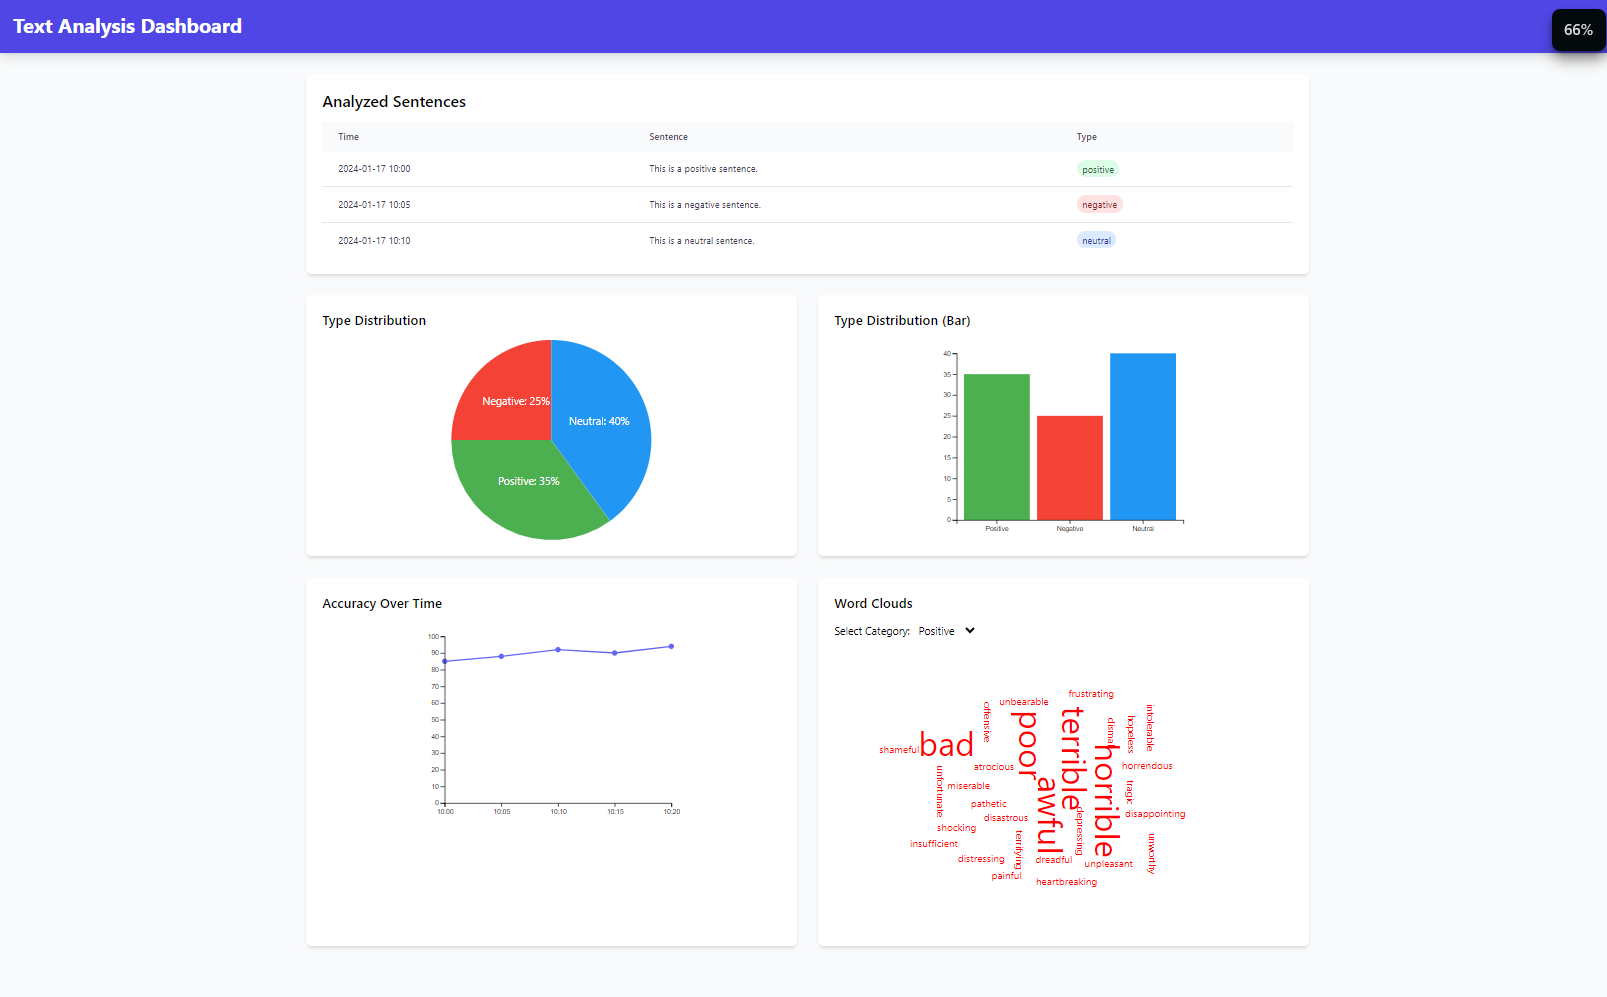 Text Analysis Dashboard
66%
Analyzed Sentences
Time Sentence Type
2024-01-17 10:00 This is a positive sentence. positive
2024-01-17 10:05 This is a negative sentence. negative
2024-01-17 10:10 This is a neutral sentence. neutral
Type Distribution
Negative: 25%
Neutral: 40%
Positive: 35%
Type Distribution (Bar)
40
35
30
25
20
15
10
5
0
Positive Negative Neutral
Accuracy Over Time
100
90
80
70
60
50
40
30
20
10
0
10:00 10:05 10:10 10:15 10:20
Word Clouds
Select Category: Positive
frustrating
unbearable
offensive
poor
terrible
dismal
hopeless
intolerable
bad
shameful
horrible
atrocious
horrendous
unfortunate
miserable
awful
tragic
pathetic
disastrous
depressing
disappointing
shocking
terrifying
unworthy
insufficient
distressing
dreadful
unpleasant
painful
heartbreaking